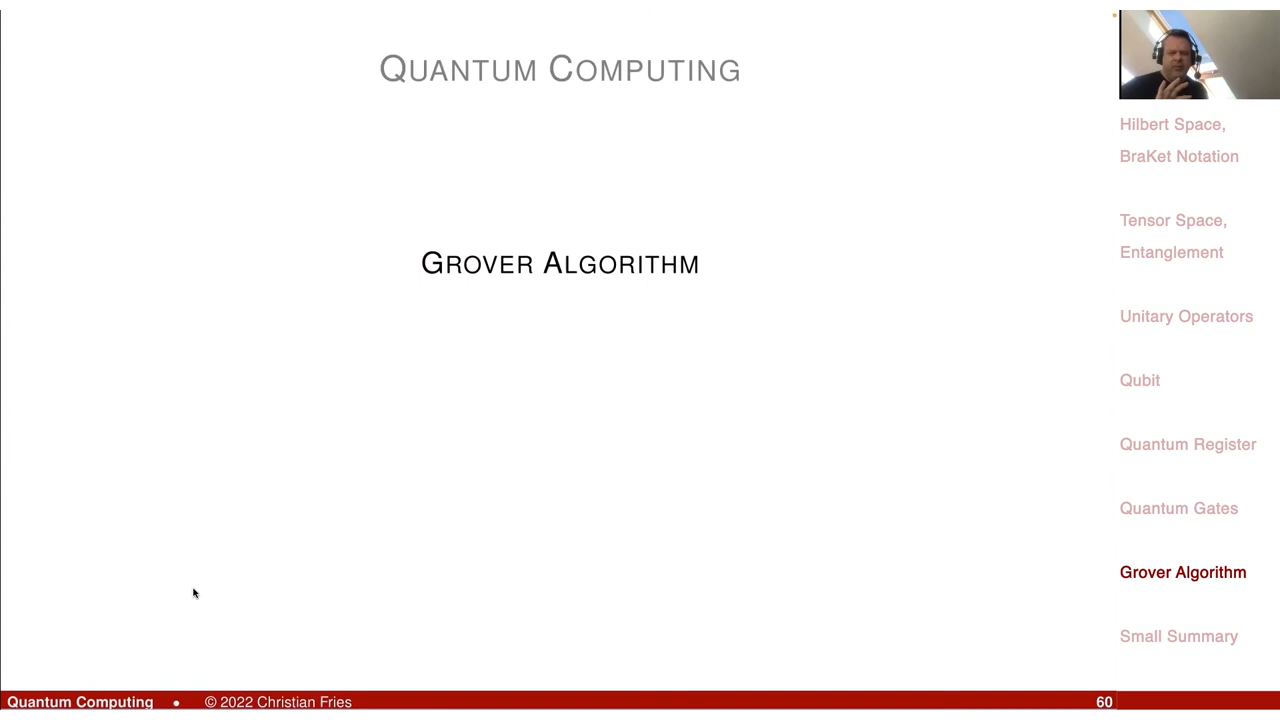 QUANTUM COMPUTING
GROVER ALGORITHM
Hilbert Space,
BraKet Notation
Tensor Space,
Entanglement
Unitary Operators
Qubit
Quantum Register
Quantum Gates
Grover Algorithm
Small Summary
Quantum Computing • © 2022 Christian Fries 60